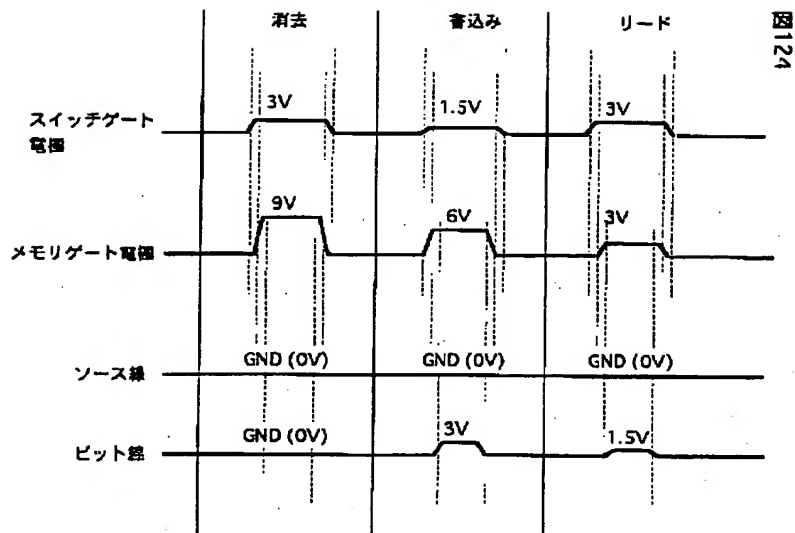 図124
消去
書込み
リード
スイッチゲート
電極
3V
1.5V
3V
メモリゲート電極
9V
6V
3V
ソース線
GND (0V)
GND (0V)
GND (0V)
ビット線
GND (0V)
3V
1.5V